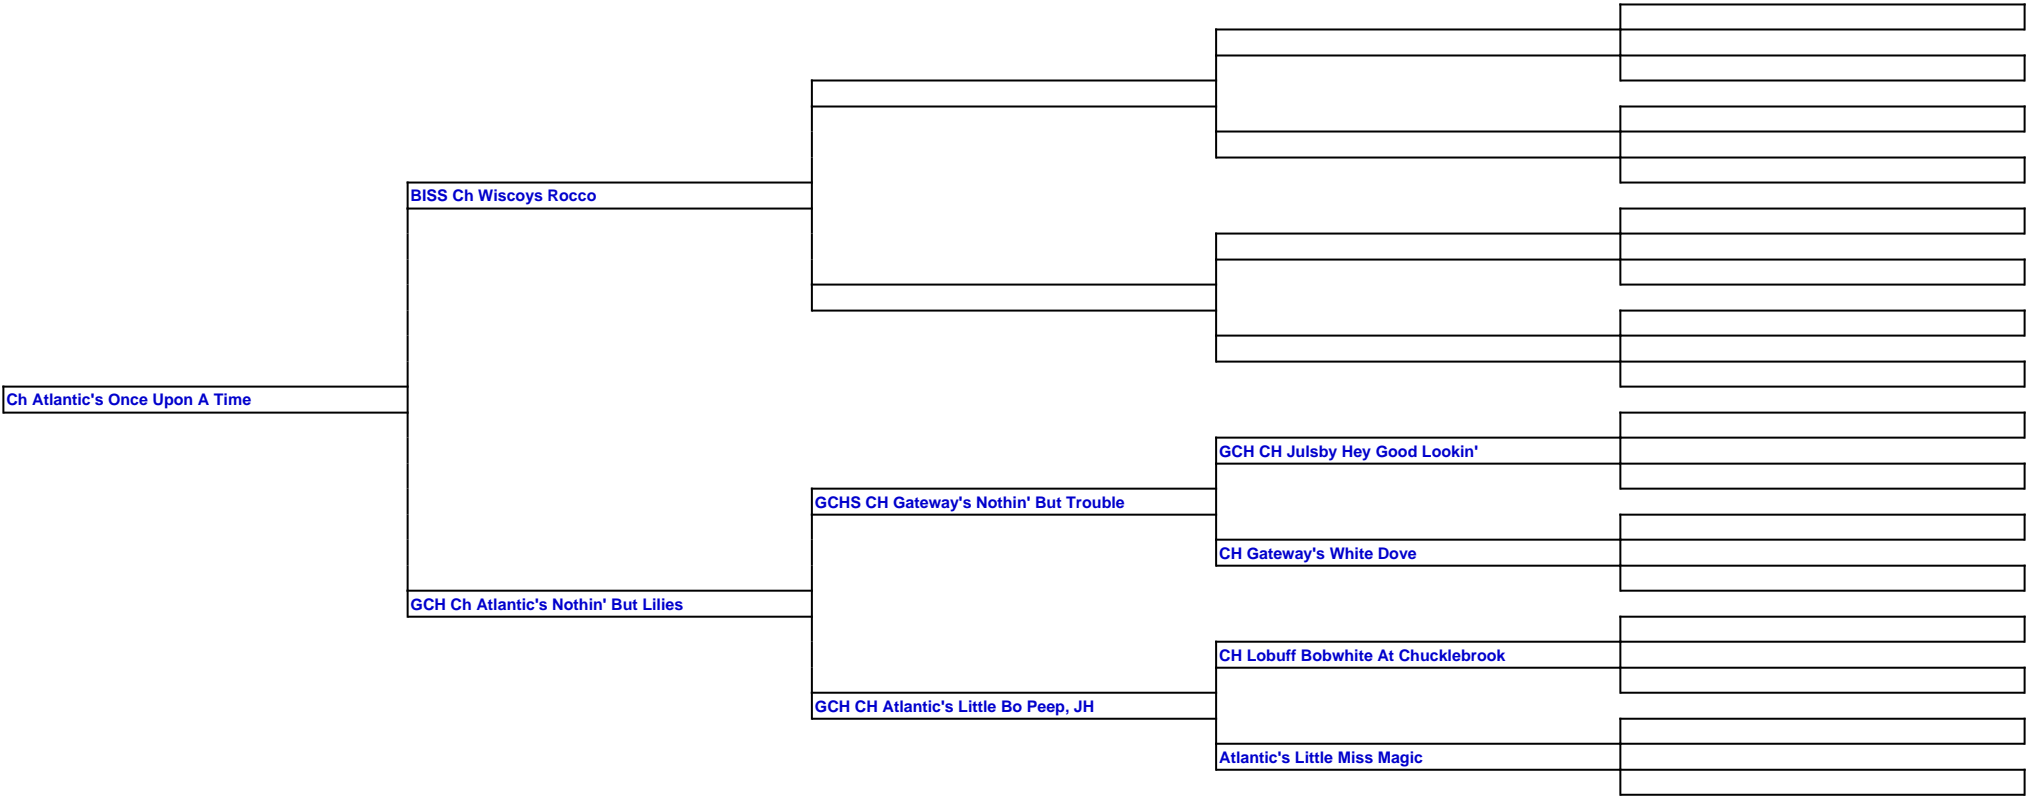 BISS Ch Wiscoys Rocco
Ch Atlantic's Once Upon A Time
GCH CH Julsby Hey Good Lookin'
GCHS CH Gateway's Nothin' But Trouble
CH Gateway's White Dove
GCH Ch Atlantic's Nothin' But Lilies
CH Lobuff Bobwhite At Chucklebrook
GCH CH Atlantic's Little Bo Peep, JH
Atlantic's Little Miss Magic